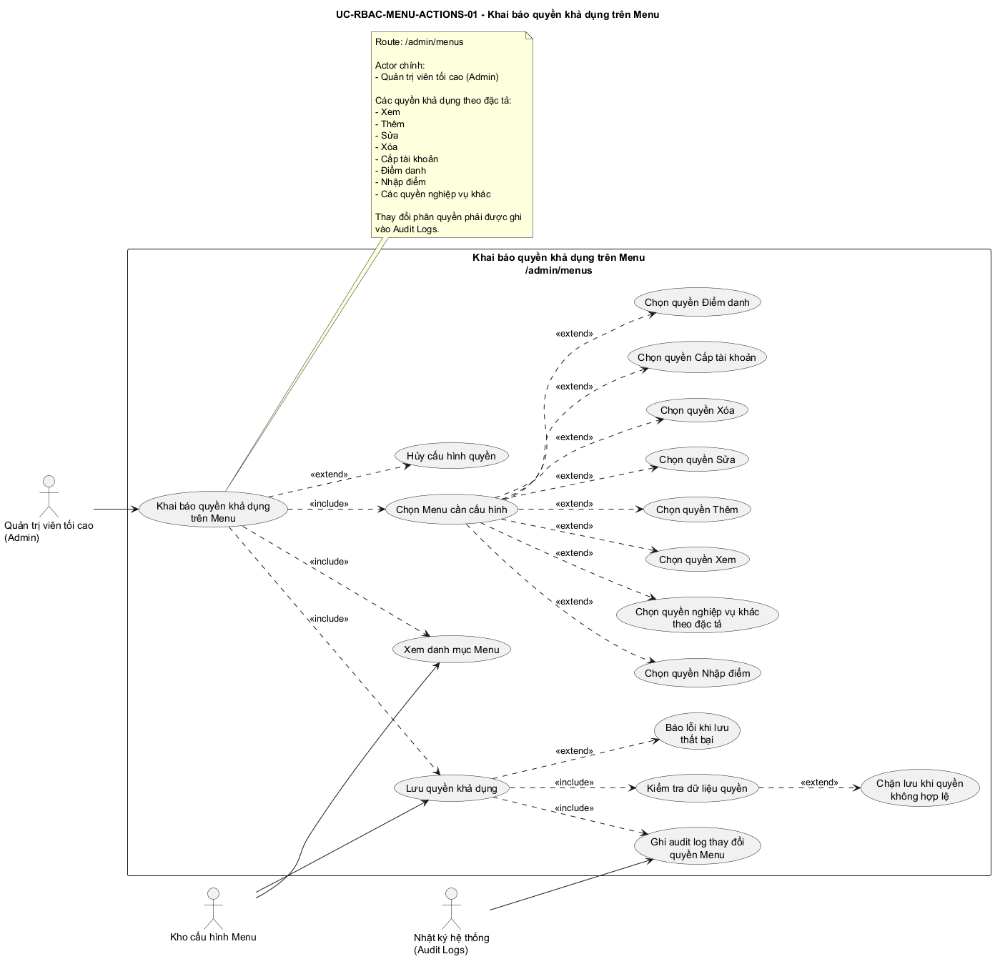 UC-RBAC-MENU-ACTIONS-01 - Khai báo quyền khả dụng trên Menu
Route: /admin/menus
Actor chính:
- Quản trị viên tối cao (Admin)
Các quyền khả dụng theo đặc tả:
- Xem
- Thêm
- Sửa
- Xóa
- Cấp tài khoản
- Điểm danh
- Nhập điểm
- Các quyền nghiệp vụ khác
Thay đổi phân quyền phải được ghi
vào Audit Logs.
Khai báo quyền khả dụng trên Menu
/admin/menus
Chọn quyền Điểm danh
«extend»
Chọn quyền Cấp tài khoản
«extend»
Chọn quyền Xóa
«extend»
Hủy cấu hình quyền
Chọn quyền Sửa
«extend»
«extend»
Quản trị viên tối cao
(Admin)
Khai báo quyền khả dụng
trên Menu
«include»
Chọn Menu cần cấu hình
«extend»
Chọn quyền Thêm
«extend»
Chọn quyền Xem
«extend»
«include»
Chọn quyền nghiệp vụ khác
theo đặc tả
«extend»
«include»
Xem danh mục Menu
Chọn quyền Nhập điểm
Báo lỗi khi lưu
thất bại
«extend»
Lưu quyền khả dụng
«include»
Kiểm tra dữ liệu quyền
«extend»
Chặn lưu khi quyền
không hợp lệ
«include»
Ghi audit log thay đổi
quyền Menu
Kho cấu hình Menu
Nhật ký hệ thống
(Audit Logs)